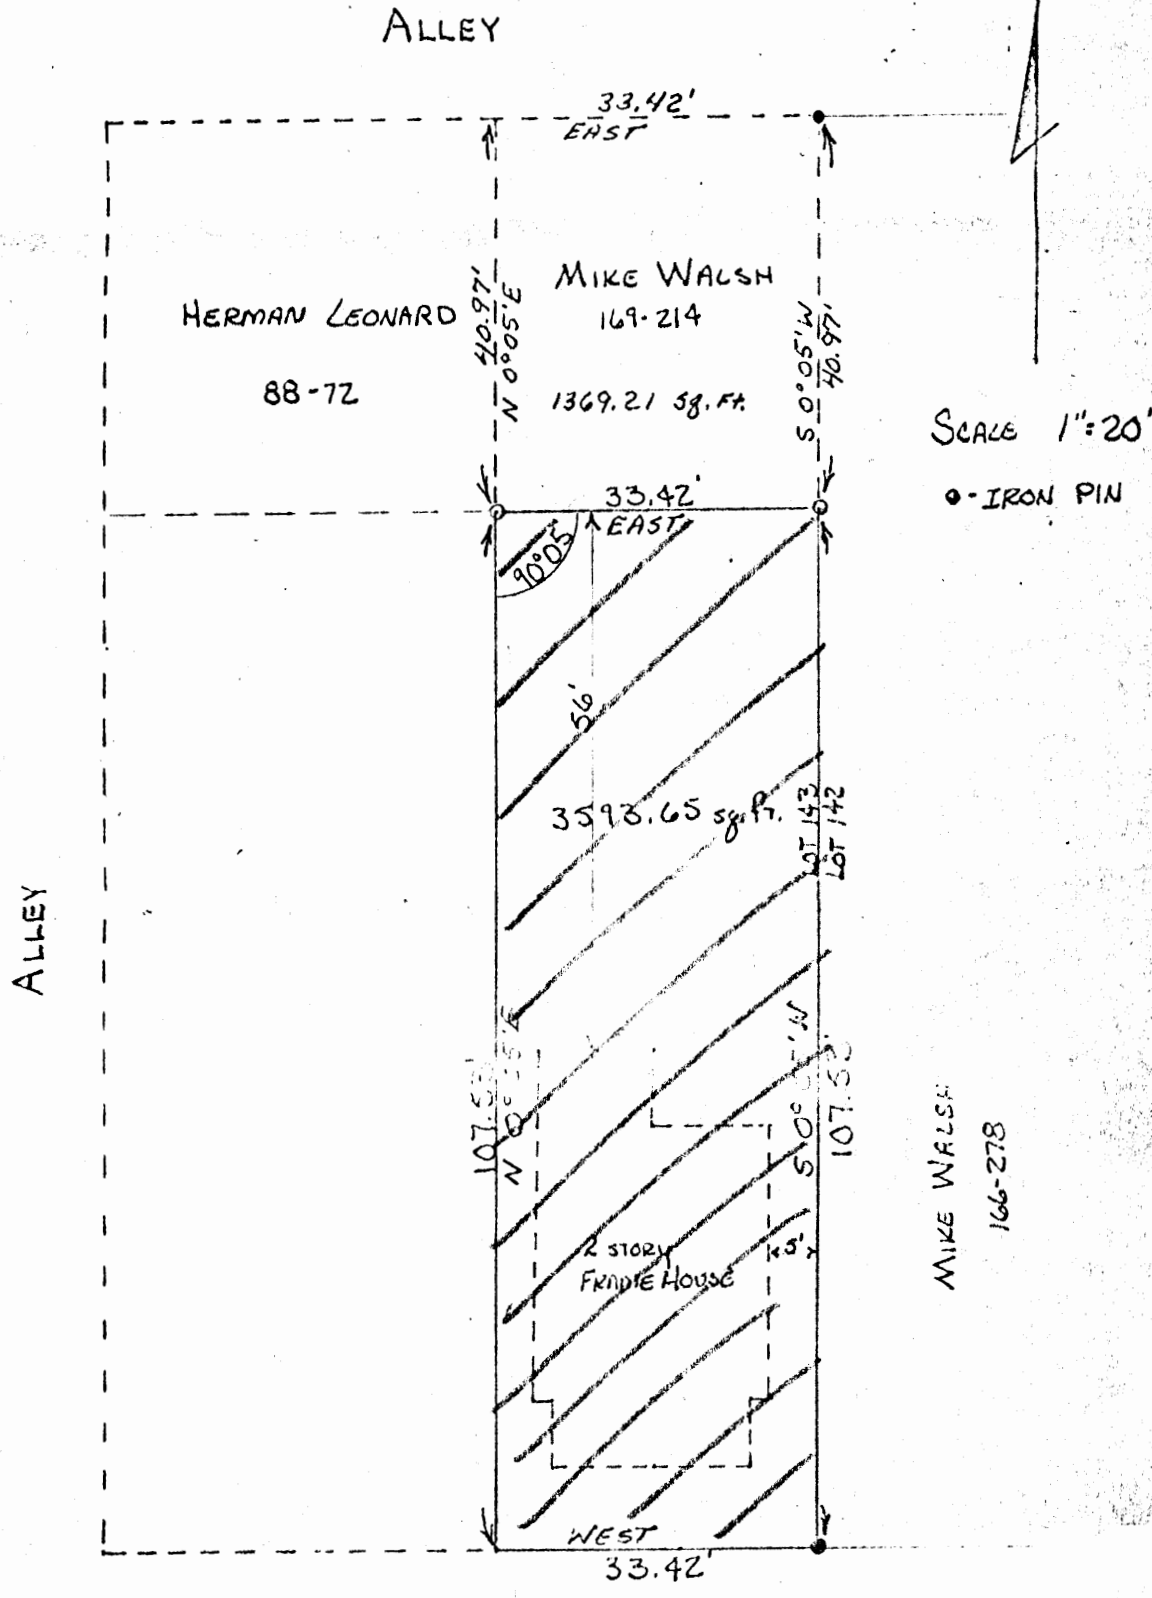 ALLEY
33.42'
EAST
40.97'
N 0°05'E
HERMAN LEONARD
88-72
MIKE WALSH
169-214
1369.21 sq. Ft.
S 0°05'W
40.97'
SCALE 1"=20'
- IRON PIN
33.42'
EAST
90°05'
56'
3593.65 sq. Ft.
LOT 143
LOT 142
ALLEY
107.53'
N 0°05'E
S 0°05'W
107.53'
MIKE WALSH
166-278
2 STORY
FRAME HOUSE
5'
WEST
33.42'